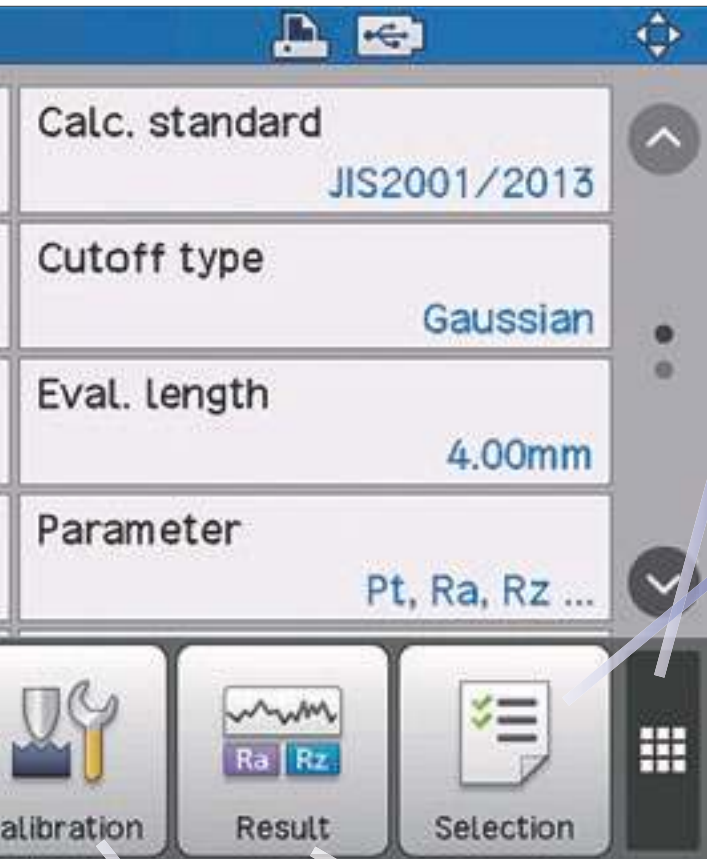 Calc. standard
JIS2001/2013
Cutoff type
Gaussian
Eval. length
4.00mm
Parameter
Pt, Ra, Rz ...
Ra Rz
alibration Result Selection